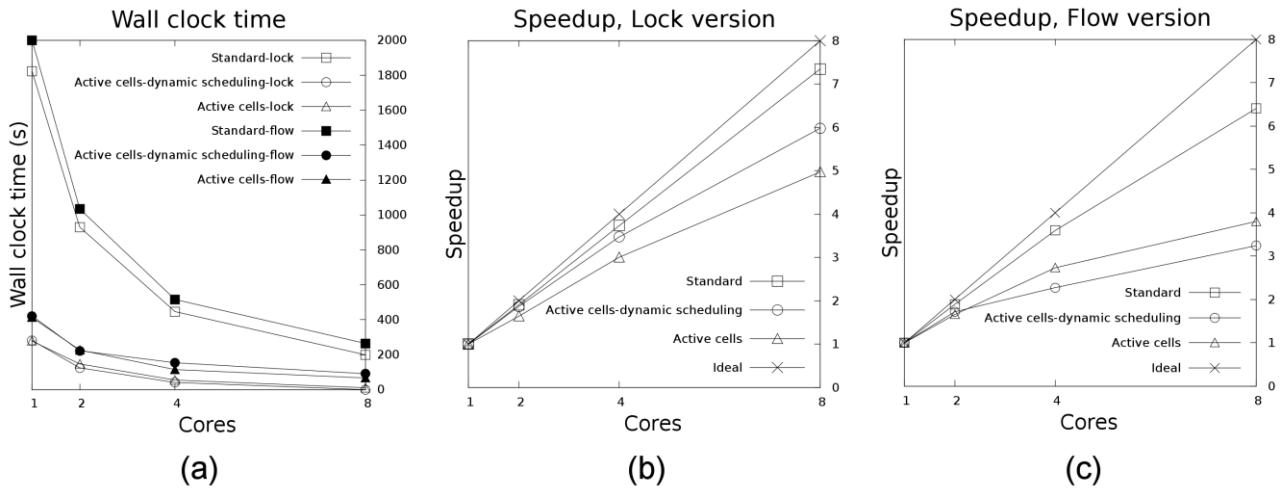 Wall clock time
Standard-lock
Active cells-dynamic scheduling-lock
Active cells-lock
Standard-flow
Active cells-dynamic scheduling-flow
Active cells-flow
Wall clock time (s)
2000
1800
1600
1400
1200
1000
800
600
400
200
0
1 2 4 8
Cores
(a)
Speedup, Lock version
Speedup
8
7
6
5
4
3
2
1
0
Standard
Active cells-dynamic scheduling
Active cells
Ideal
1 2 4 8
Cores
(b)
Speedup, Flow version
Speedup
8
7
6
5
4
3
2
1
0
Standard
Active cells-dynamic scheduling
Active cells
Ideal
1 2 4 8
Cores
(c)